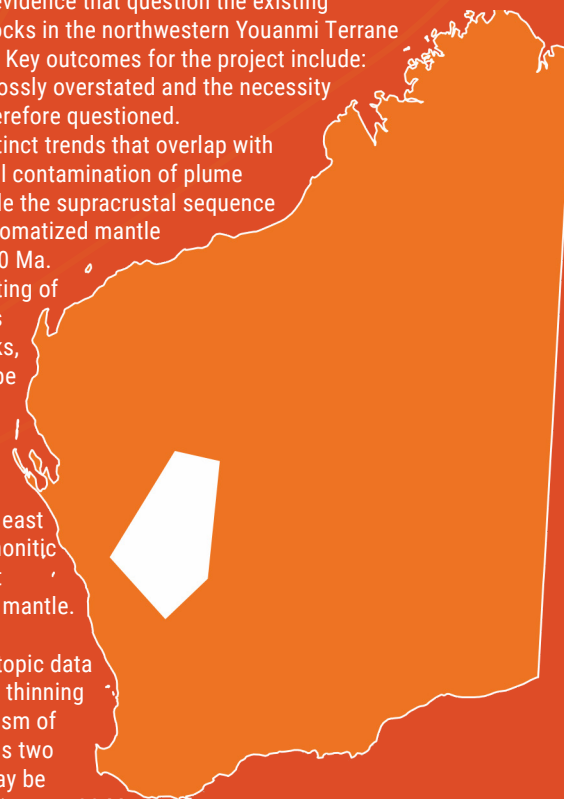 evidence that question the existing
ocks in the northwestern Youanmi Terrane
Key outcomes for the project include:
ossly overstated and the necessity
erefore questioned.
tinct trends that overlap with
l contamination of plume
le the supracrustal sequence
omatized mantle
0 Ma.
ting of
s
ks,
be
east
nonitic
t
mantle.
topic data
thinning
ism of
s two
ay be